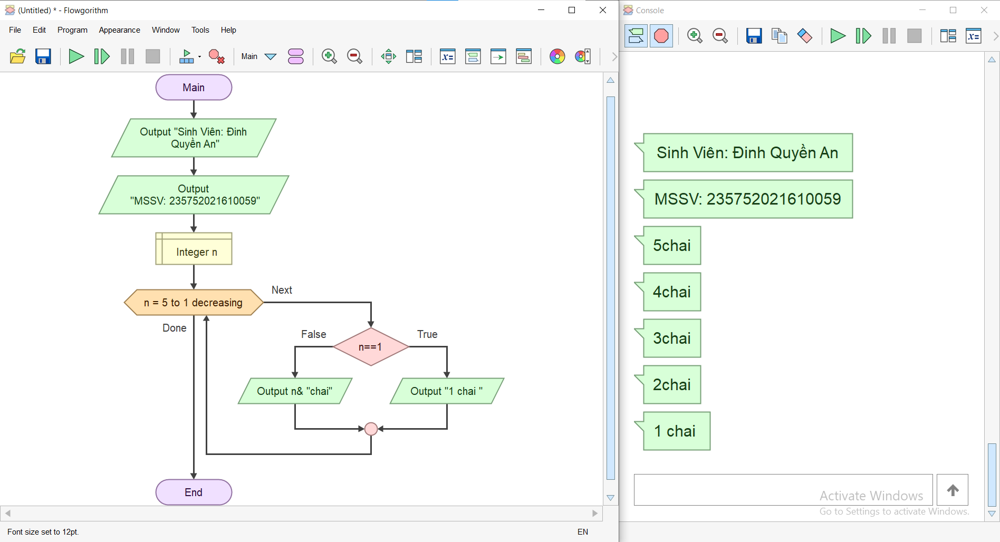 (Untitled) * - Flowgorithm
File Edit Program Appearance Window Tools Help
Main
x=
Main
Output "Sinh Viên: Đinh
Quyền An"
Output
"MSSV: 235752021610059"
Integer n
n = 5 to 1 decreasing
Next
Done
False
True
n==1
Output n& "chai"
Output "1 chai "
End
Font size set to 12pt.
EN
Console
x=
Sinh Viên: Đinh Quyền An
MSSV: 235752021610059
5chai
4chai
3chai
2chai
1 chai
Activate Windows
Go to Settings to activate Windows.